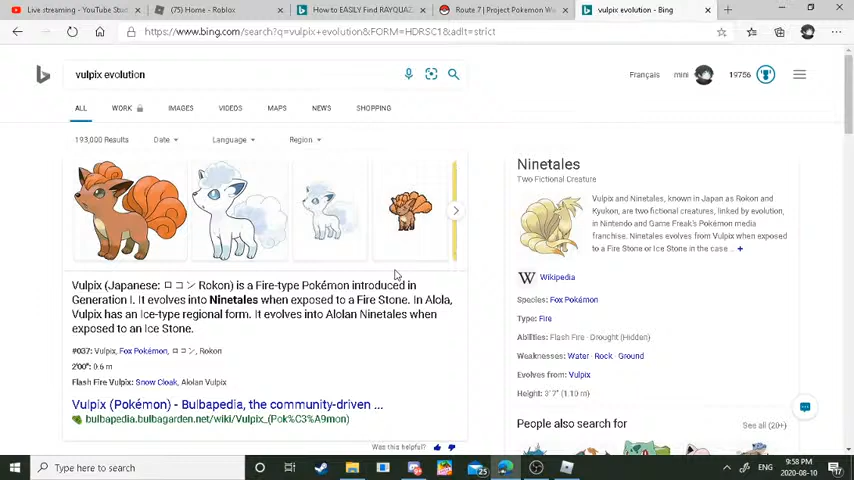 Live streaming - YouTube Stud
(75) Home - Roblox
How to EASILY Find RAYQUAZ
Route 7 | Project Pokemon Wi
vulpix evolution - Bing
https://www.bing.com/search?q=vulpix+evolution&FORM=HDRSC1&adlt=strict
vulpix evolution
Français
mini
19756
ALL
WORK
IMAGES
VIDEOS
MAPS
NEWS
SHOPPING
193,000 Results
Date
Language
Region
Vulpix (Japanese: ロコン Rokon) is a Fire-type Pokémon introduced in
Generation I. It evolves into Ninetales when exposed to a Fire Stone. In Alola,
Vulpix has an Ice-type regional form. It evolves into Alolan Ninetales when
exposed to an Ice Stone.
#037: Vulpix, Fox Pokémon, ロコン, Rokon
2'00": 0.6 m
Flash Fire Vulpix: Snow Cloak, Alolan Vulpix
Vulpix (Pokémon) - Bulbapedia, the community-driven ...
bulbapedia.bulbagarden.net/wiki/Vulpix_(Pok%C3%A9mon)
Was this helpful?
Ninetales
Two Fictional Creature
Vulpix and Ninetales, known in Japan as Rokon and
Kyukon, are two fictional creatures, linked by evolution,
in Nintendo and Game Freak's Pokémon media
franchise. Ninetales evolves from Vulpix when exposed
to a Fire Stone or Ice Stone in the case ... +
W Wikipedia
Species: Fox Pokémon
Type: Fire
Abilities: Flash Fire · Drought (Hidden)
Weaknesses: Water · Rock · Ground
Evolves from: Vulpix
Height: 3'7" (1.10 m)
People also search for
See all (20+)
Type here to search
25
ENG
9:58 PM
2020-08-10
17